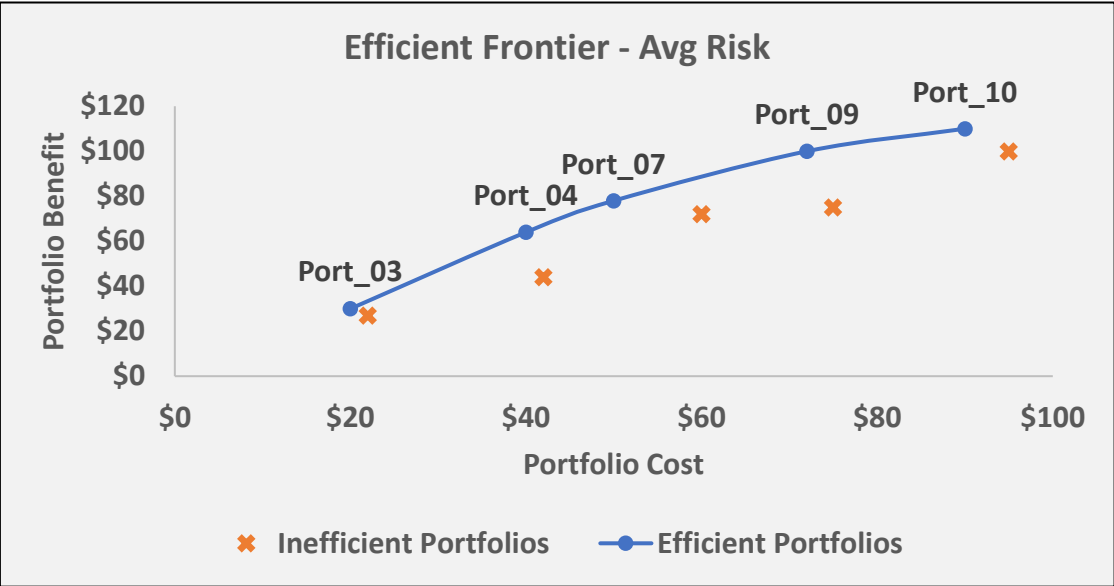 Efficient Frontier - Avg Risk
Portfolio Benefit
$120
$100
$80
$60
$40
$20
$0
Port_03
Port_04
Port_07
Port_09
Port_10
$0
$20
$40
$60
$80
$100
Portfolio Cost
Inefficient Portfolios
Efficient Portfolios